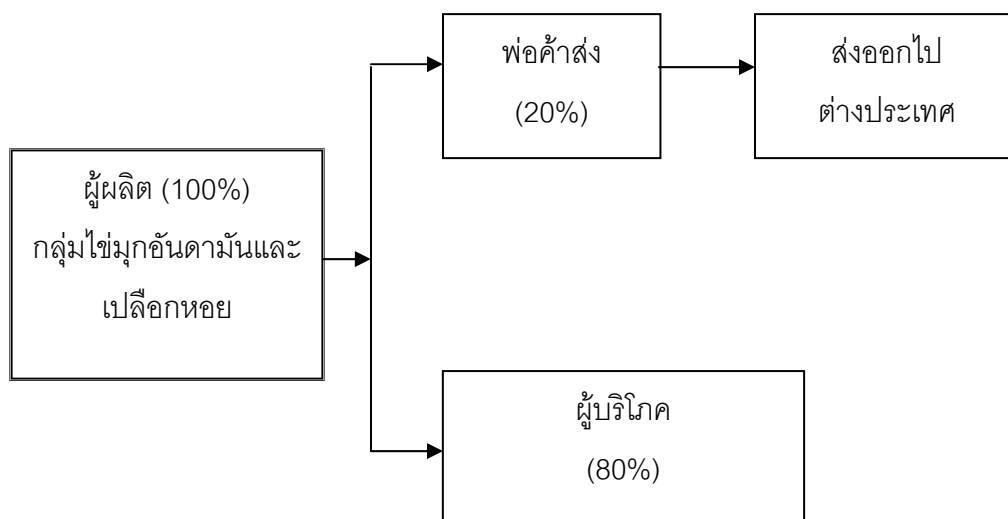 พ่อค้าส่ง
(20%)
ส่งออกไป
ต่างประเทศ
ผู้ผลิต (100%)
กลุ่มไข่มุกอันดามันและ
เปลือกหอย
ผู้บริโภค
(80%)